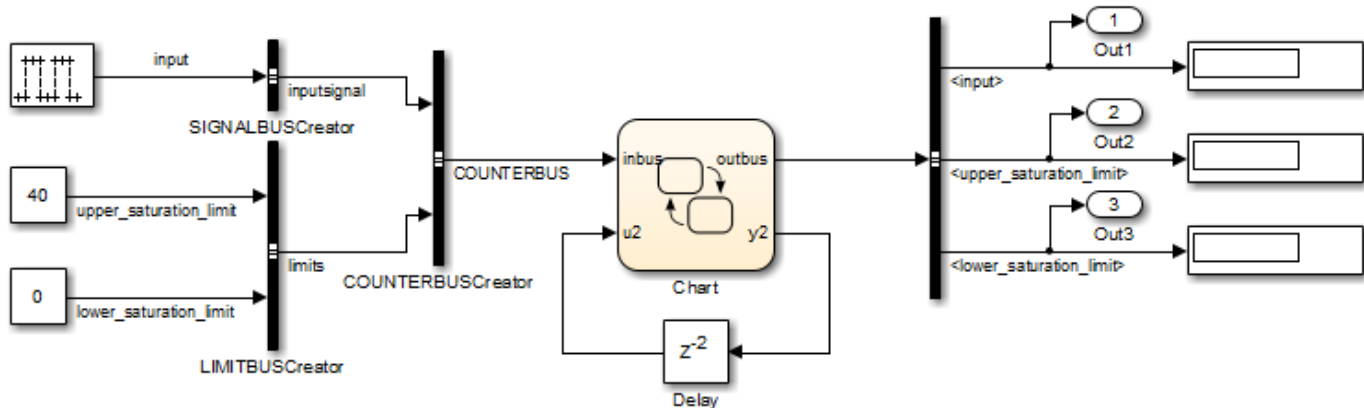 input
inputsignal
SIGNALBUSCreator
40
upper_saturation_limit
0
lower_saturation_limit
limits
LIMITBUSCreator
COUNTERBUS
COUNTERBUSCreator
inbus
outbus
u2
y2
Chart
Z-2
Delay
1
Out1
<input>
2
Out2
<upper_saturation_limit>
3
Out3
<lower_saturation_limit>